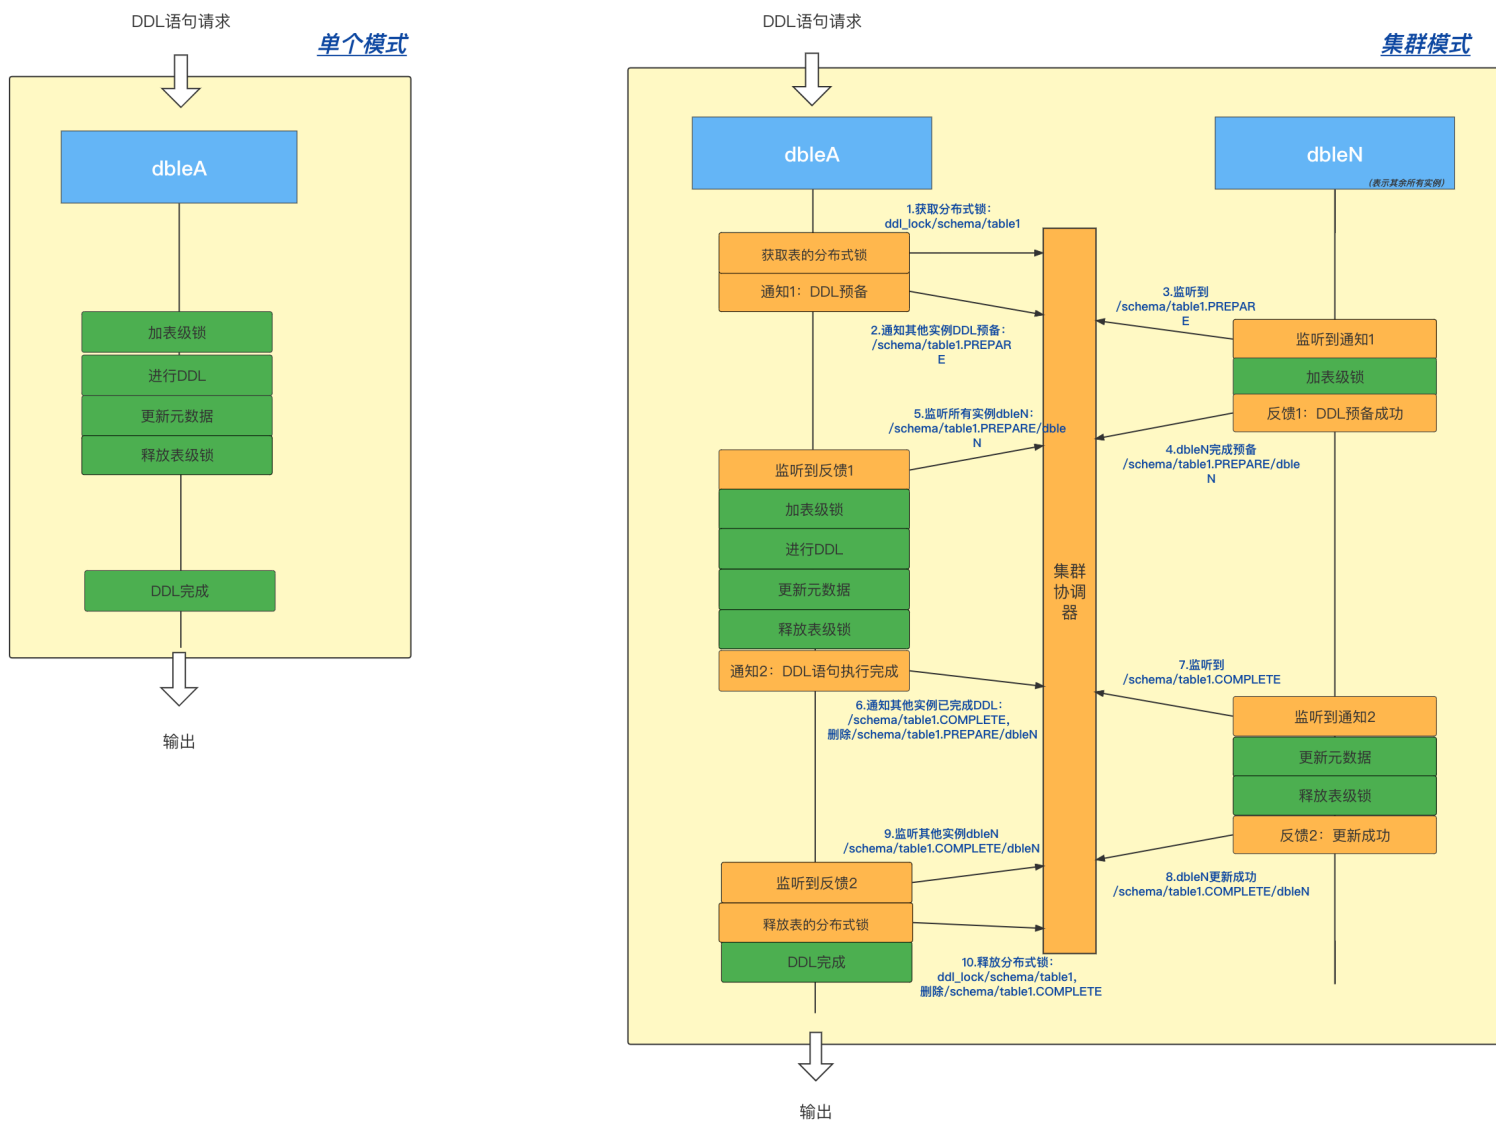 DDL语句请求
单个模式
dbleA
加表级锁
进行DDL
更新元数据
释放表级锁
DDL完成
输出
DDL语句请求
集群模式
dbleA
dbleN
(表示其余所有实例)
1.获取分布式锁：
ddl_lock/schema/table1
获取表的分布式锁
通知1：DDL预备
2.通知其他实例DDL预备：
/schema/table1.PREPAR
E
3.监听到
/schema/table1.PREPAR
E
监听到通知1
加表级锁
反馈1：DDL预备成功
4.dbleN完成预备
/schema/table1.PREPARE/dble
N
5.监听所有实例dbleN：
/schema/table1.PREPARE/dble
N
监听到反馈1
加表级锁
进行DDL
更新元数据
释放表级锁
通知2：DDL语句执行完成
集群
协调
器
6.通知其他实例已完成DDL：
/schema/table1.COMPLETE，
删除/schema/table1.PREPARE/dbleN
7.监听到
/schema/table1.COMPLETE
监听到通知2
更新元数据
释放表级锁
反馈2：更新成功
8.dbleN更新成功
/schema/table1.COMPLETE/dbleN
9.监听其他实例dbleN
/schema/table1.COMPLETE/dbleN
监听到反馈2
释放表的分布式锁
DDL完成
10.释放分布式锁：
ddl_lock/schema/table1，
删除/schema/table1.COMPLETE
输出